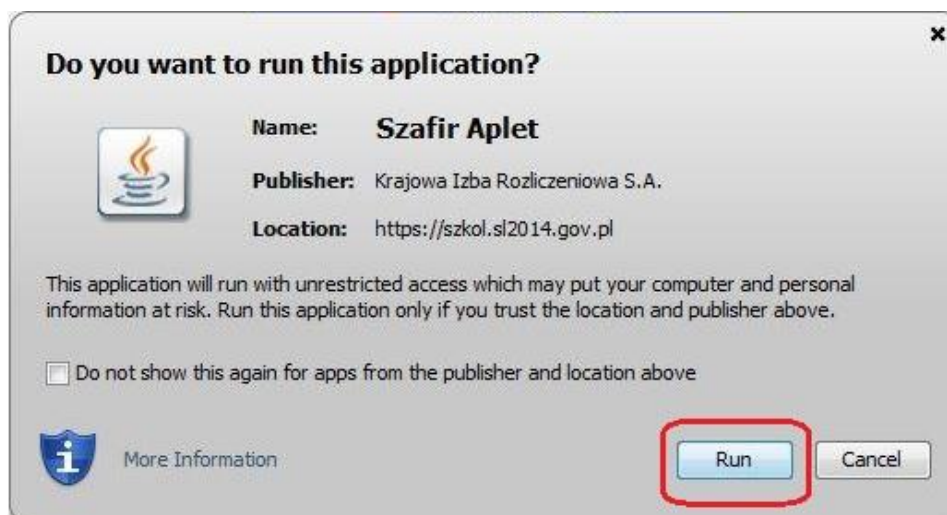 Do you want to run this application?
Name: Szafir Aplet
Publisher: Krajowa Izba Rozliczeniowa S.A.
Location: https://szkol.sl2014.gov.pl
This application will run with unrestricted access which may put your computer and personal
information at risk. Run this application only if you trust the location and publisher above.
Do not show this again for apps from the publisher and location above
More Information
Run
Cancel